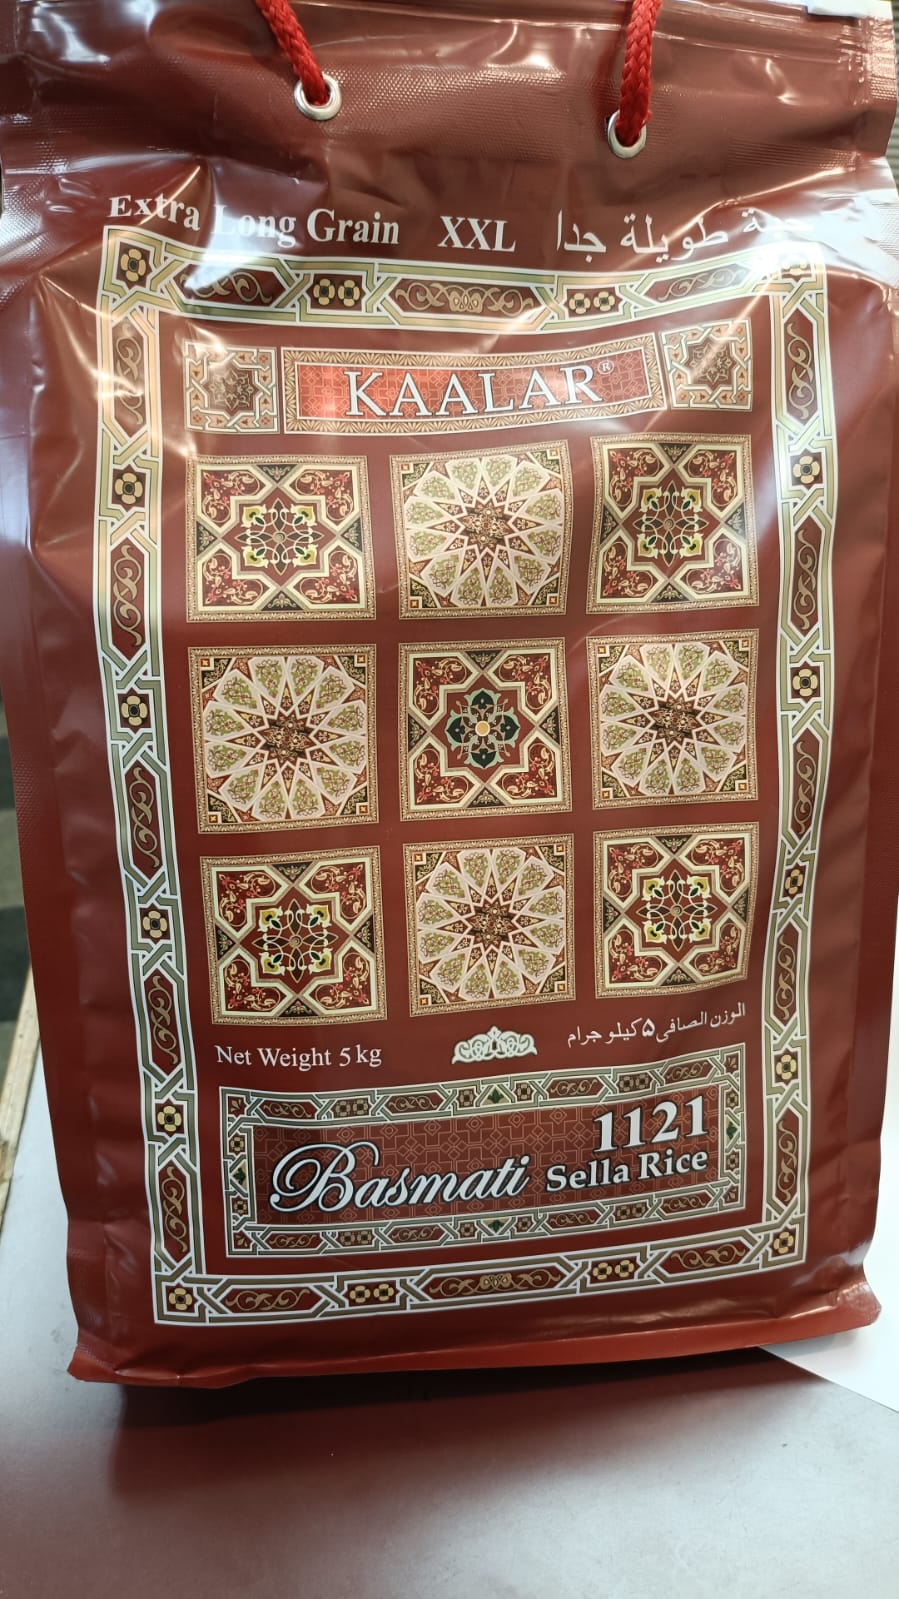 Extra Long Grain XXL طويلة جدا
KAALAR®
Net Weight 5 kg
الوزن الصافى ۵ كيلو جرام
1121
Basmati Sella Rice